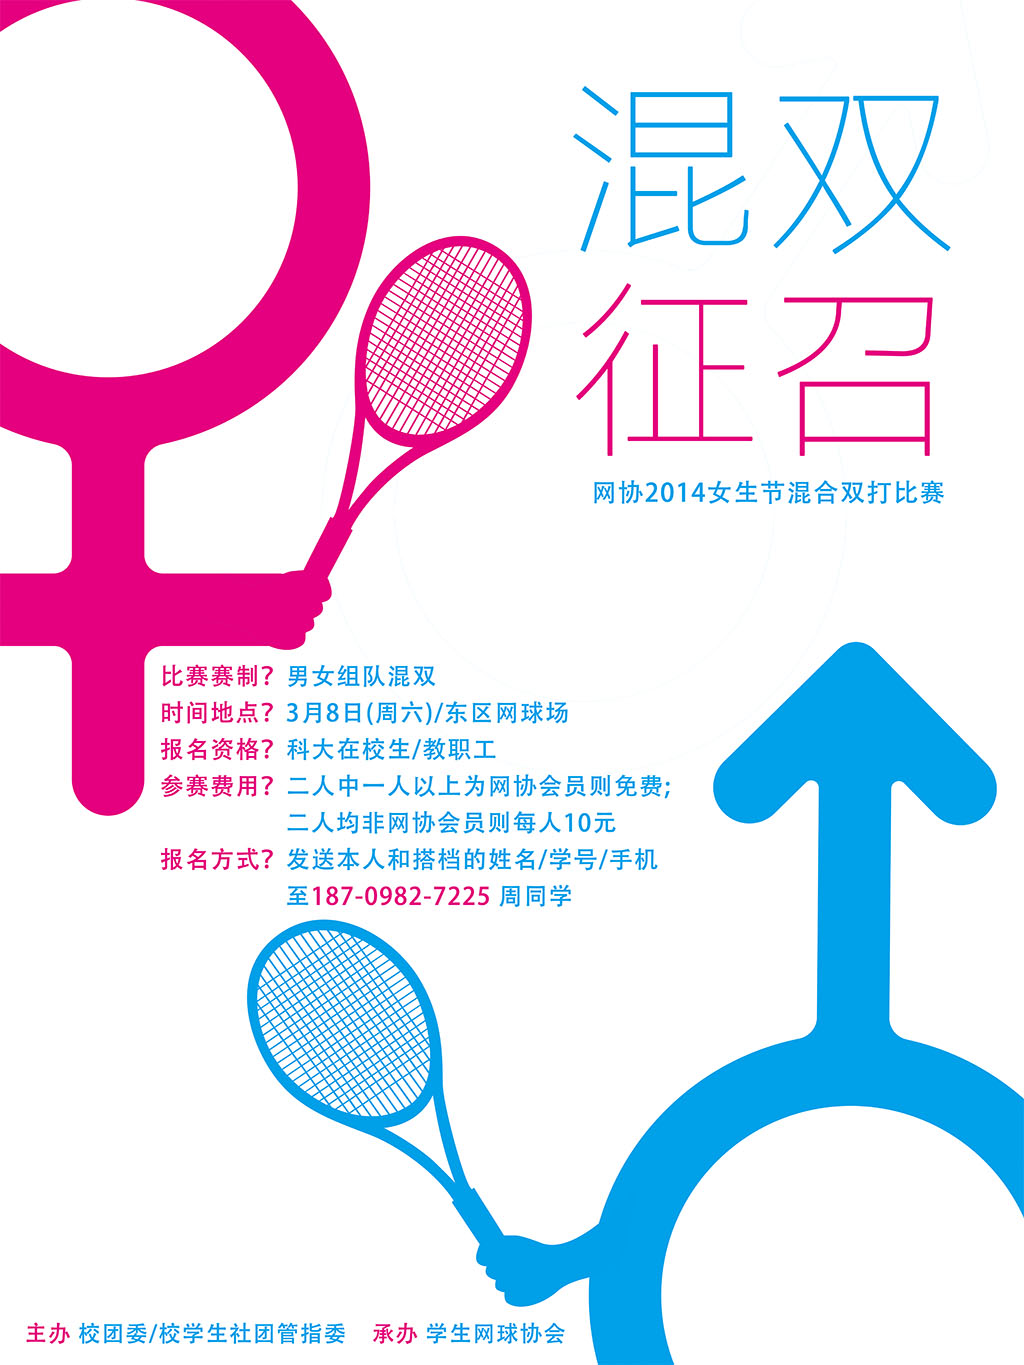 混双
征召
网协2014女生节混合双打比赛
比赛赛制？男女组队混双
时间地点？3月8日(周六)/东区网球场
报名资格？科大在校生/教职工
参赛费用？二人中一人以上为网协会员则免费;
二人均非网协会员则每人10元
报名方式？发送本人和搭档的姓名/学号/手机
至187-0982-7225 周同学
主办 校团委/校学生社团管指委 承办 学生网球协会